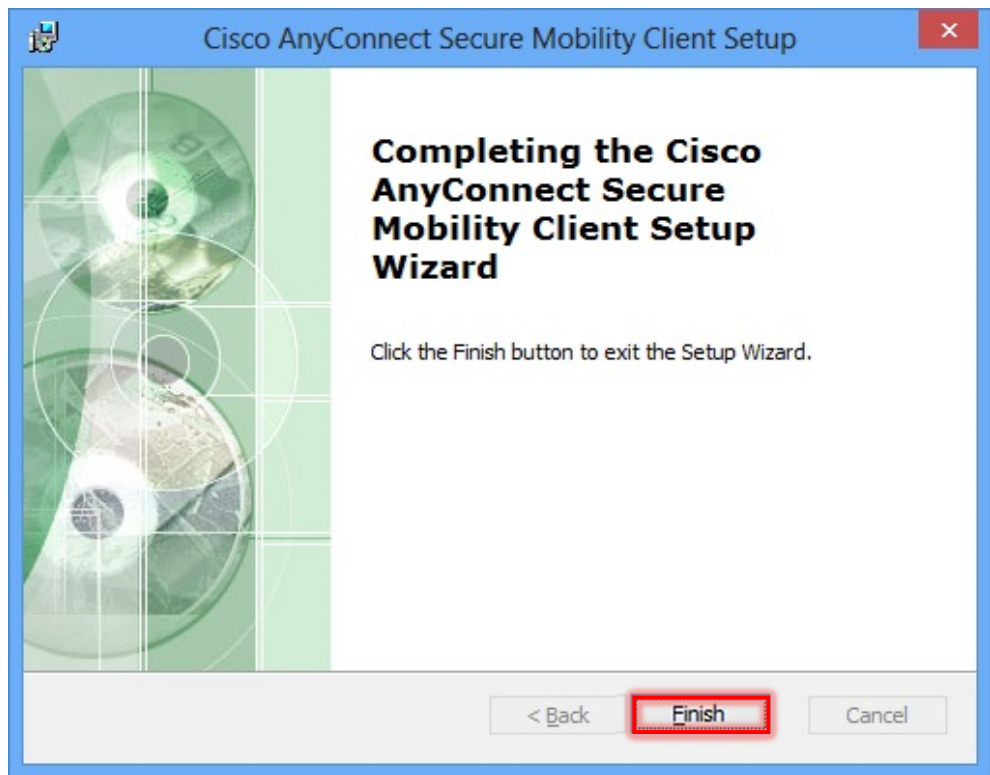 Cisco AnyConnect Secure Mobility Client Setup
Completing the Cisco
AnyConnect Secure
Mobility Client Setup
Wizard
Click the Finish button to exit the Setup Wizard.
< Back Finish Cancel